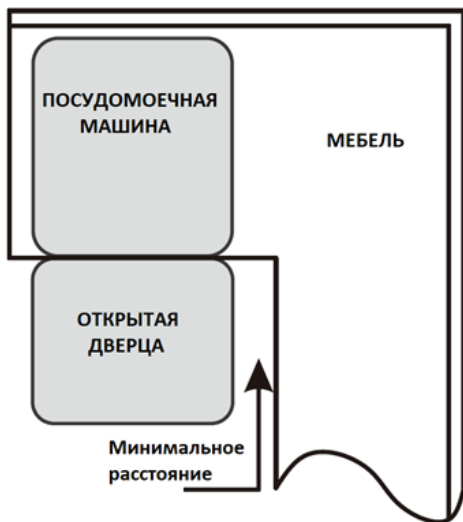 ПОСУДОМОЕЧНАЯ
МАШИНА
МЕБЕЛЬ
ОТКРЫТАЯ
ДВЕРЦА
Минимальное
расстояние